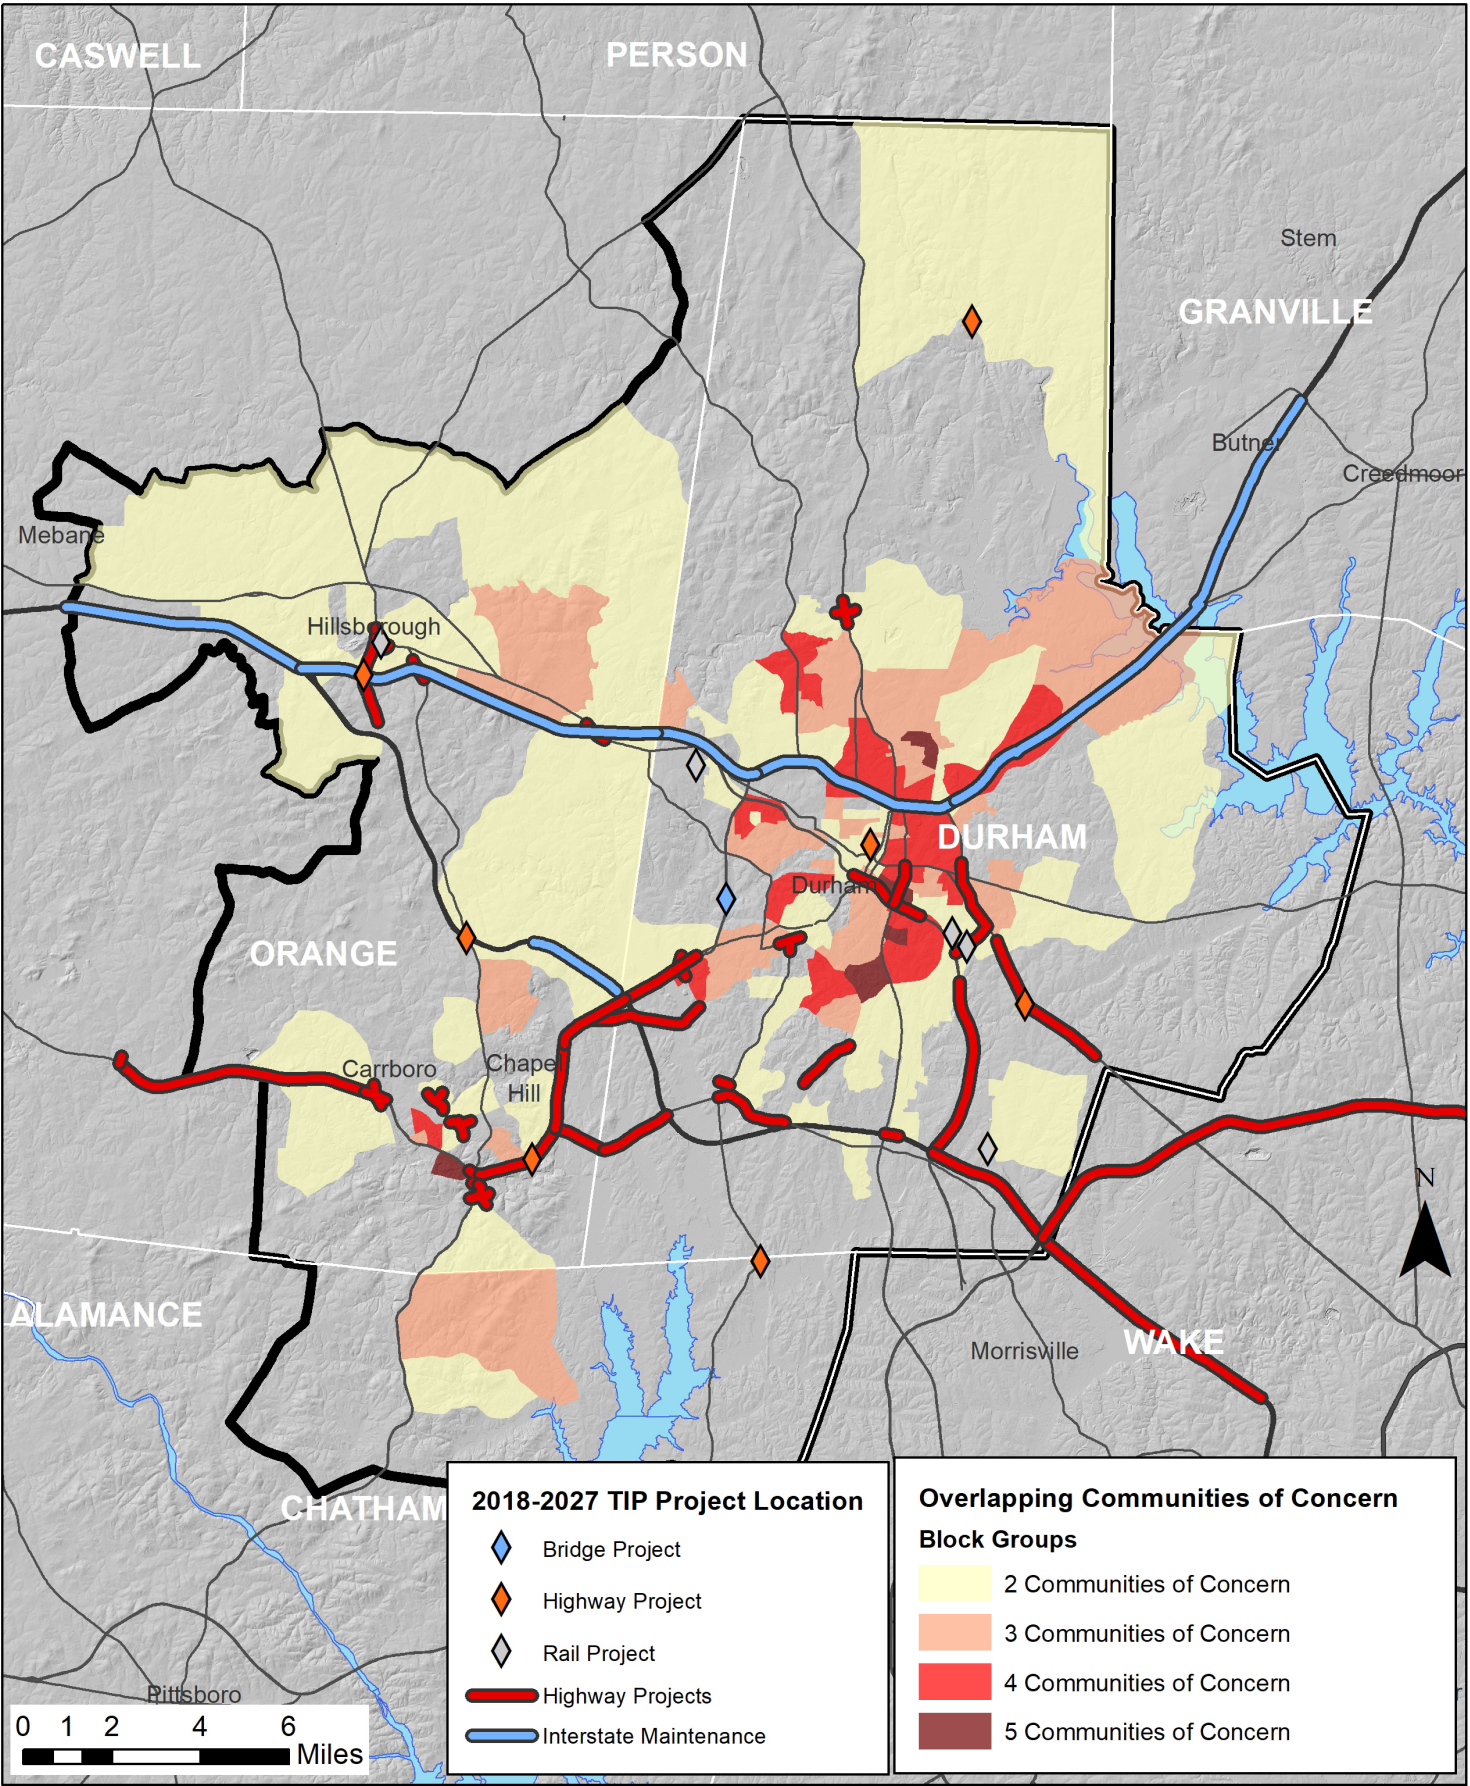 CASWELL
PERSON
Stem
GRANVILLE
Butner
Creedmoor
Mebane
Hillsborough
DURHAM
Durham
ORANGE
Carrboro
Chapel
Hill
N
ALAMANCE
Morrisville
WAKE
CHATHAM
Pittsboro
0 1 2 4 6
Miles
2018-2027 TIP Project Location
Bridge Project
Highway Project
Rail Project
Highway Projects
Interstate Maintenance
Overlapping Communities of Concern
Block Groups
2 Communities of Concern
3 Communities of Concern
4 Communities of Concern
5 Communities of Concern